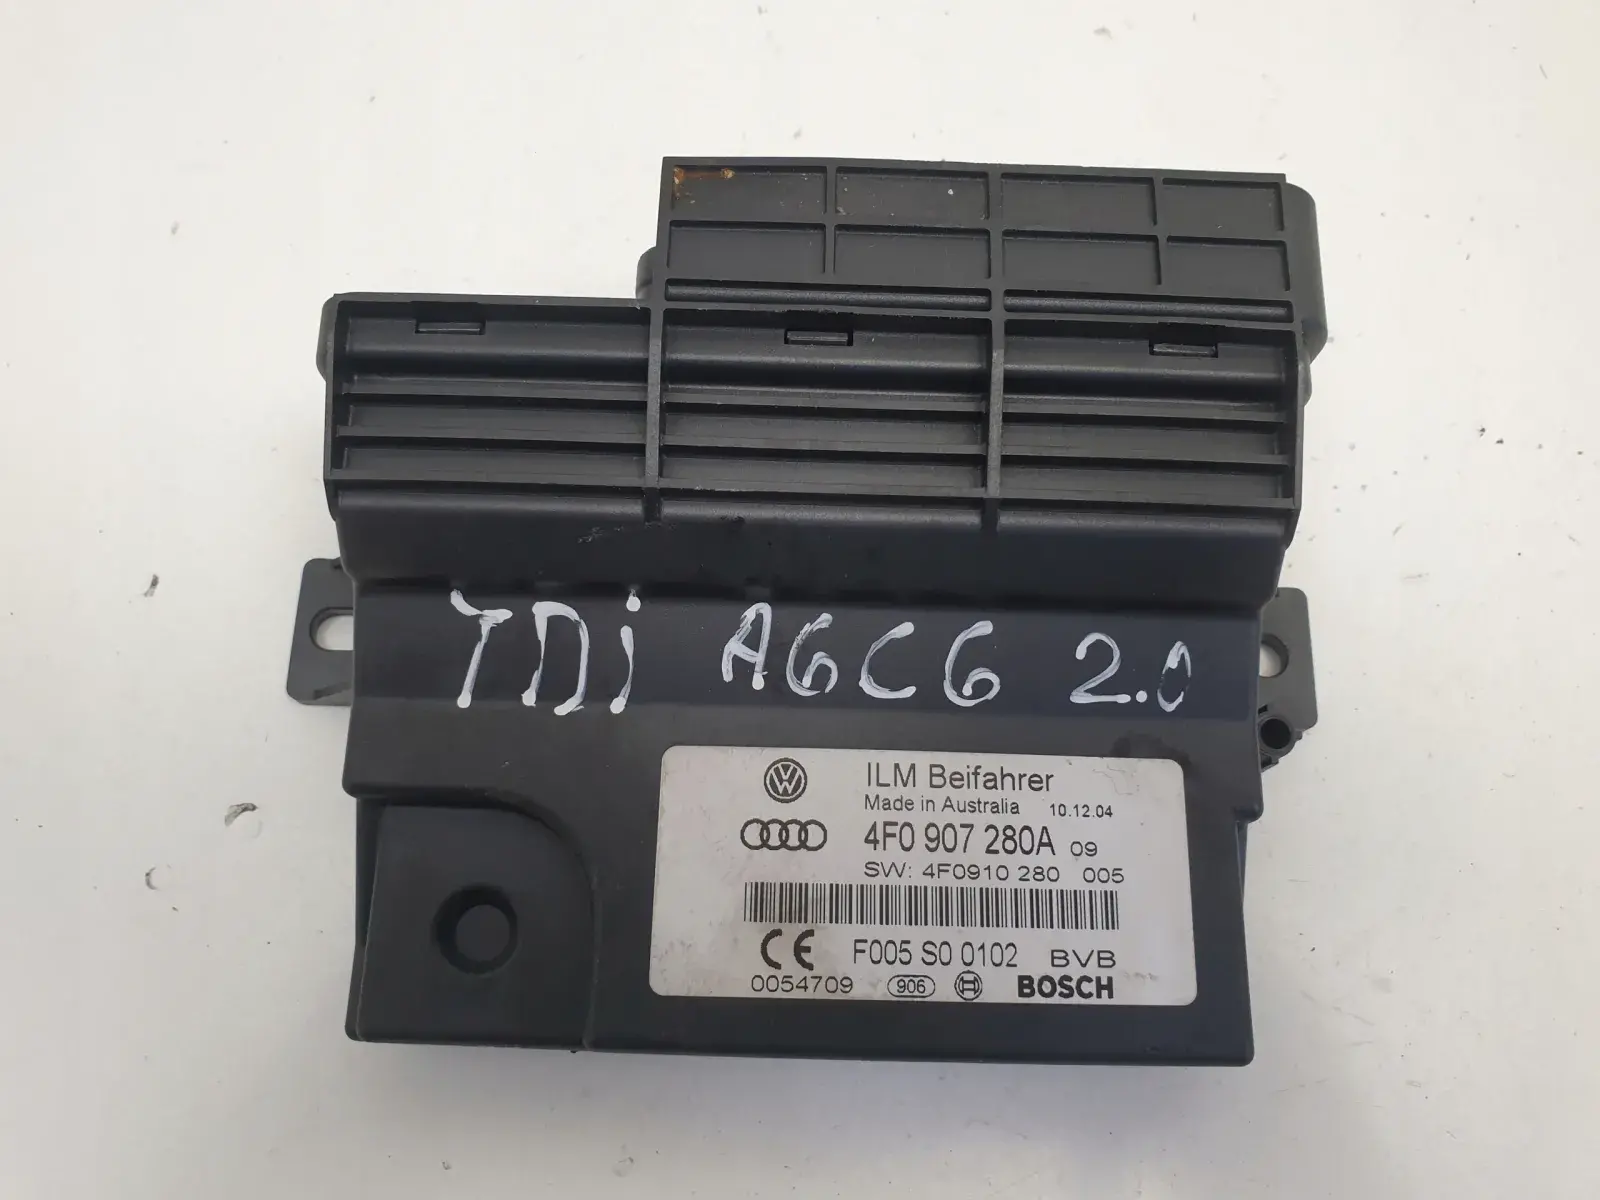 TDi A6C6 2.0
ILM Beifahrer
Made in Australia 10.12.04
4F0 907 280A 09
SW: 4F0910 280 005
CE F005 S0 0102 BVB
0054709 906 BOSCH